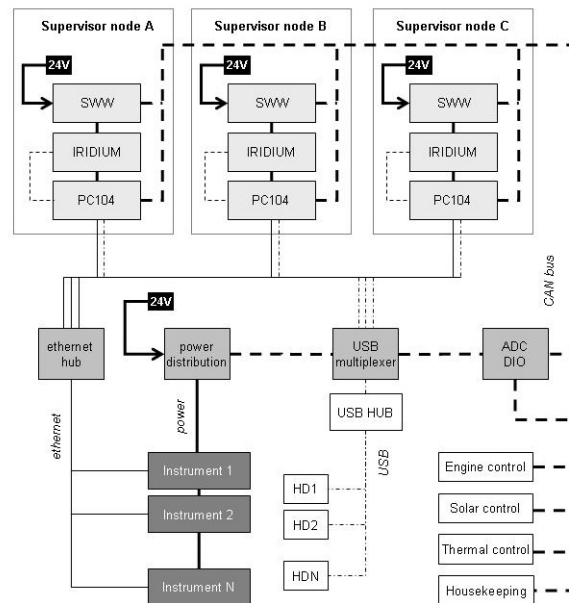 Supervisor node A
Supervisor node B
Supervisor node C
24V
24V
24V
SWW
SWW
SWW
IRIDIUM
IRIDIUM
IRIDIUM
PC104
PC104
PC104
CAN bus
24V
ethernet
hub
power
distribution
USB
multiplexer
ADC
DIO
USB HUB
ethernet
power
USB
Instrument 1
Instrument 2
Instrument N
HD1
HD2
HDN
Engine control
Solar control
Thermal control
Housekeeping